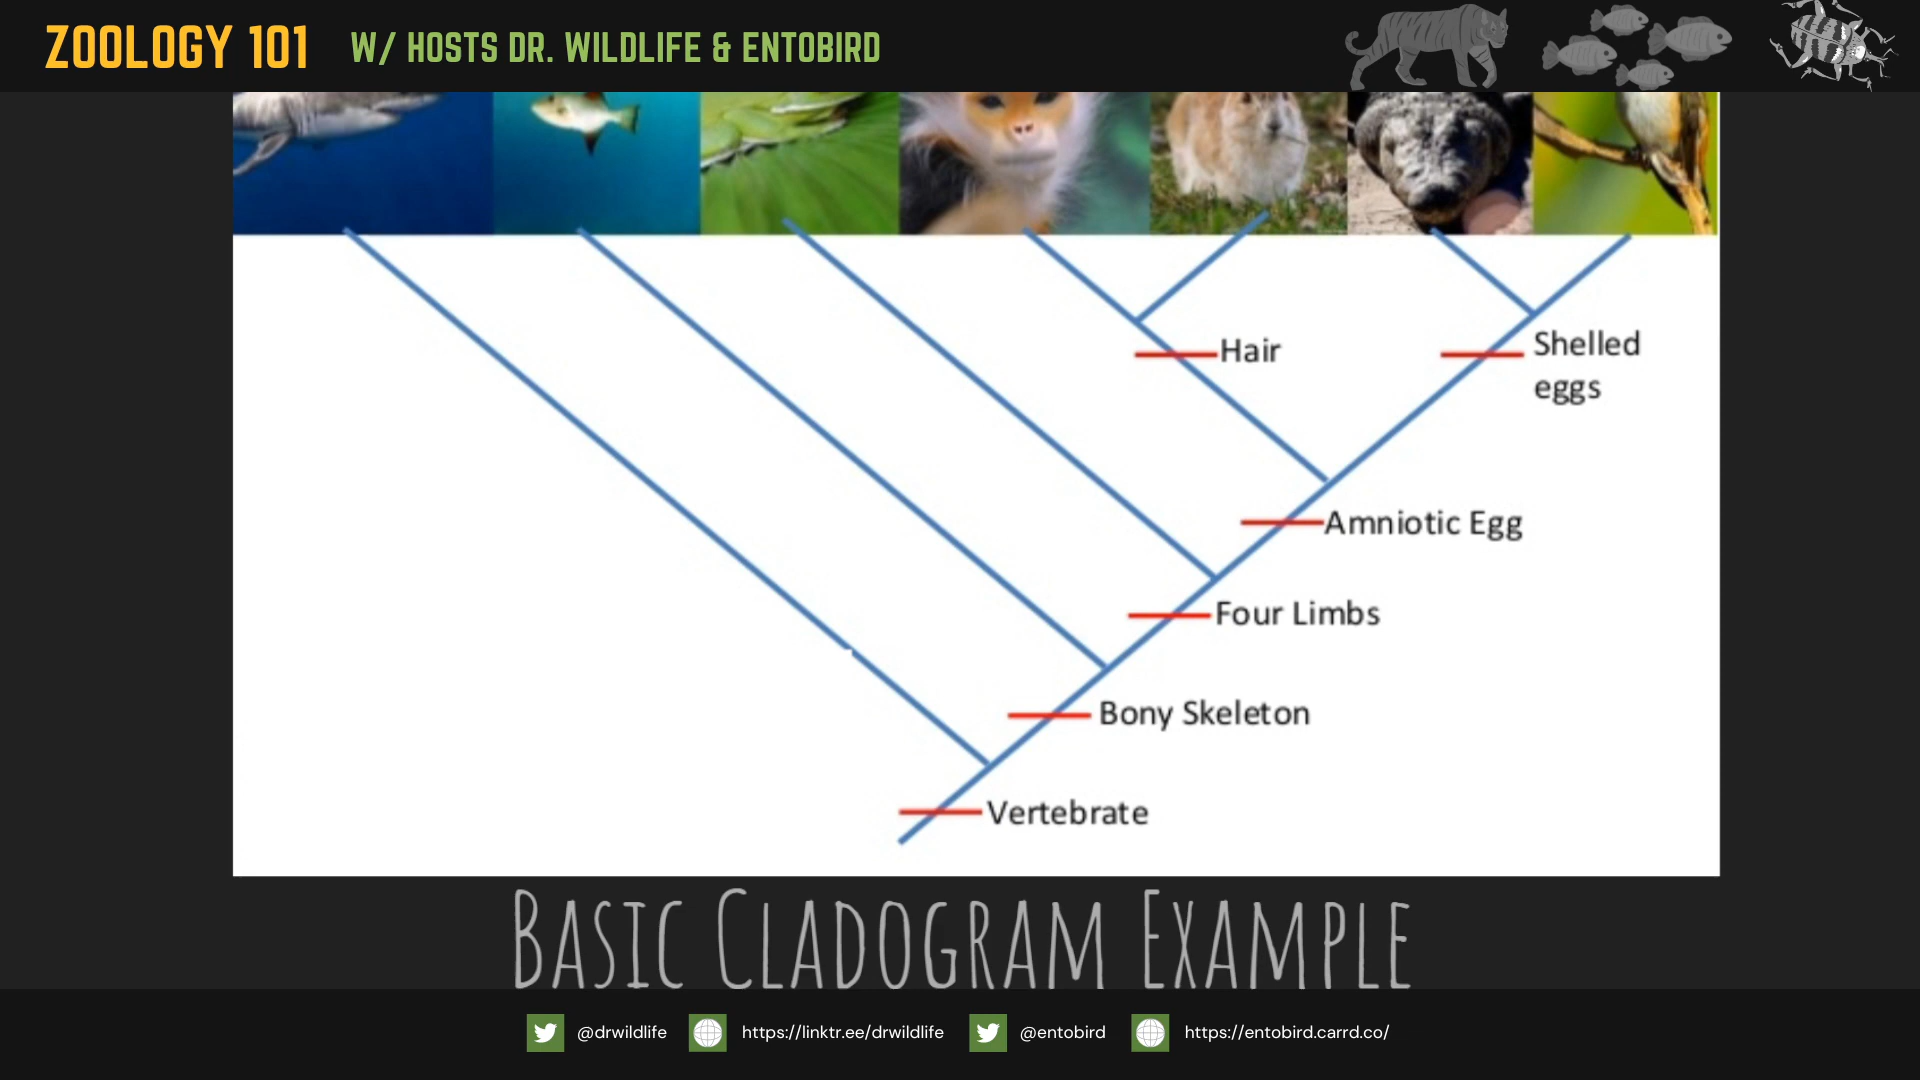 ZOOLOGY 101 W/ HOSTS DR. WILDLIFE & ENTOBIRD
Hair
Shelled
eggs
Amniotic Egg
Four Limbs
Bony Skeleton
Vertebrate
BASIC CLADOGRAM EXAMPLE
@drwildlife https://linktr.ee/drwildlife @entobird https://entobird.carrd.co/